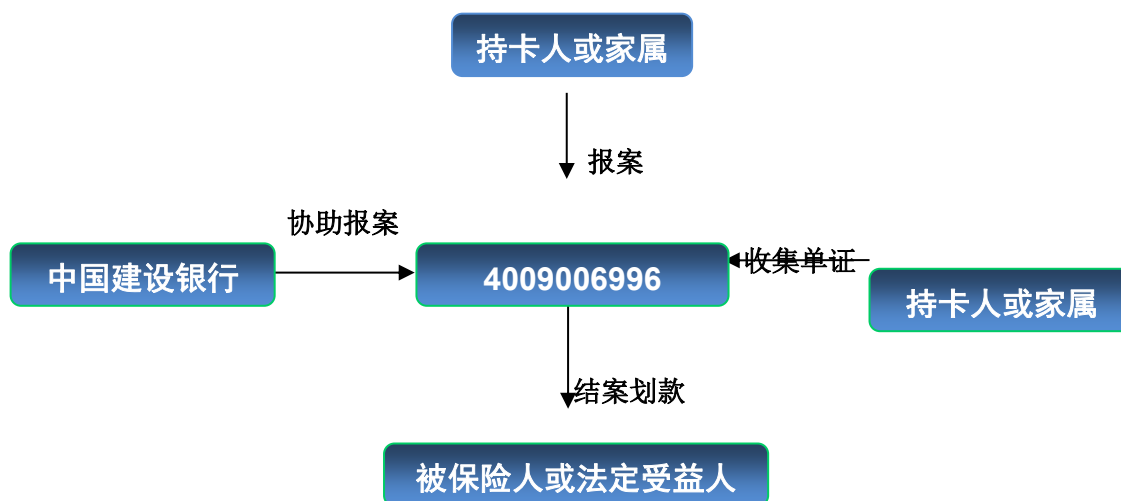 持卡人或家属
报案
协助报案
中国建设银行
4009006996
收集单证
持卡人或家属
结案划款
被保险人或法定受益人